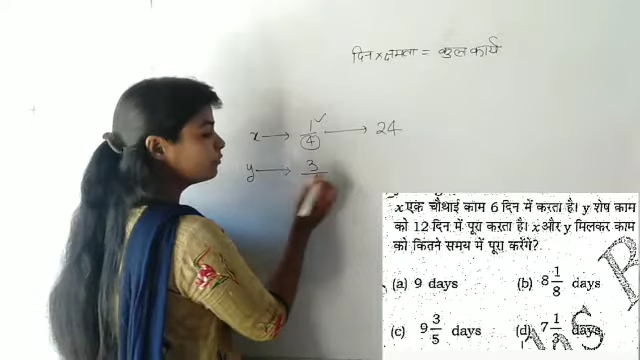 दिन × क्षमता = कुल कार्य
x → 1/4 ✓ → 24
y → 3
x एक चौथाई काम 6 दिन में करता है। y शेष काम
को 12 दिन में पूरा करता है। x और y मिलकर काम
को कितने समय में पूरा करेंगे?
(a) 9 days (b) 8 1/8 days
(c) 9 3/5 days (d) 7 1/3 days